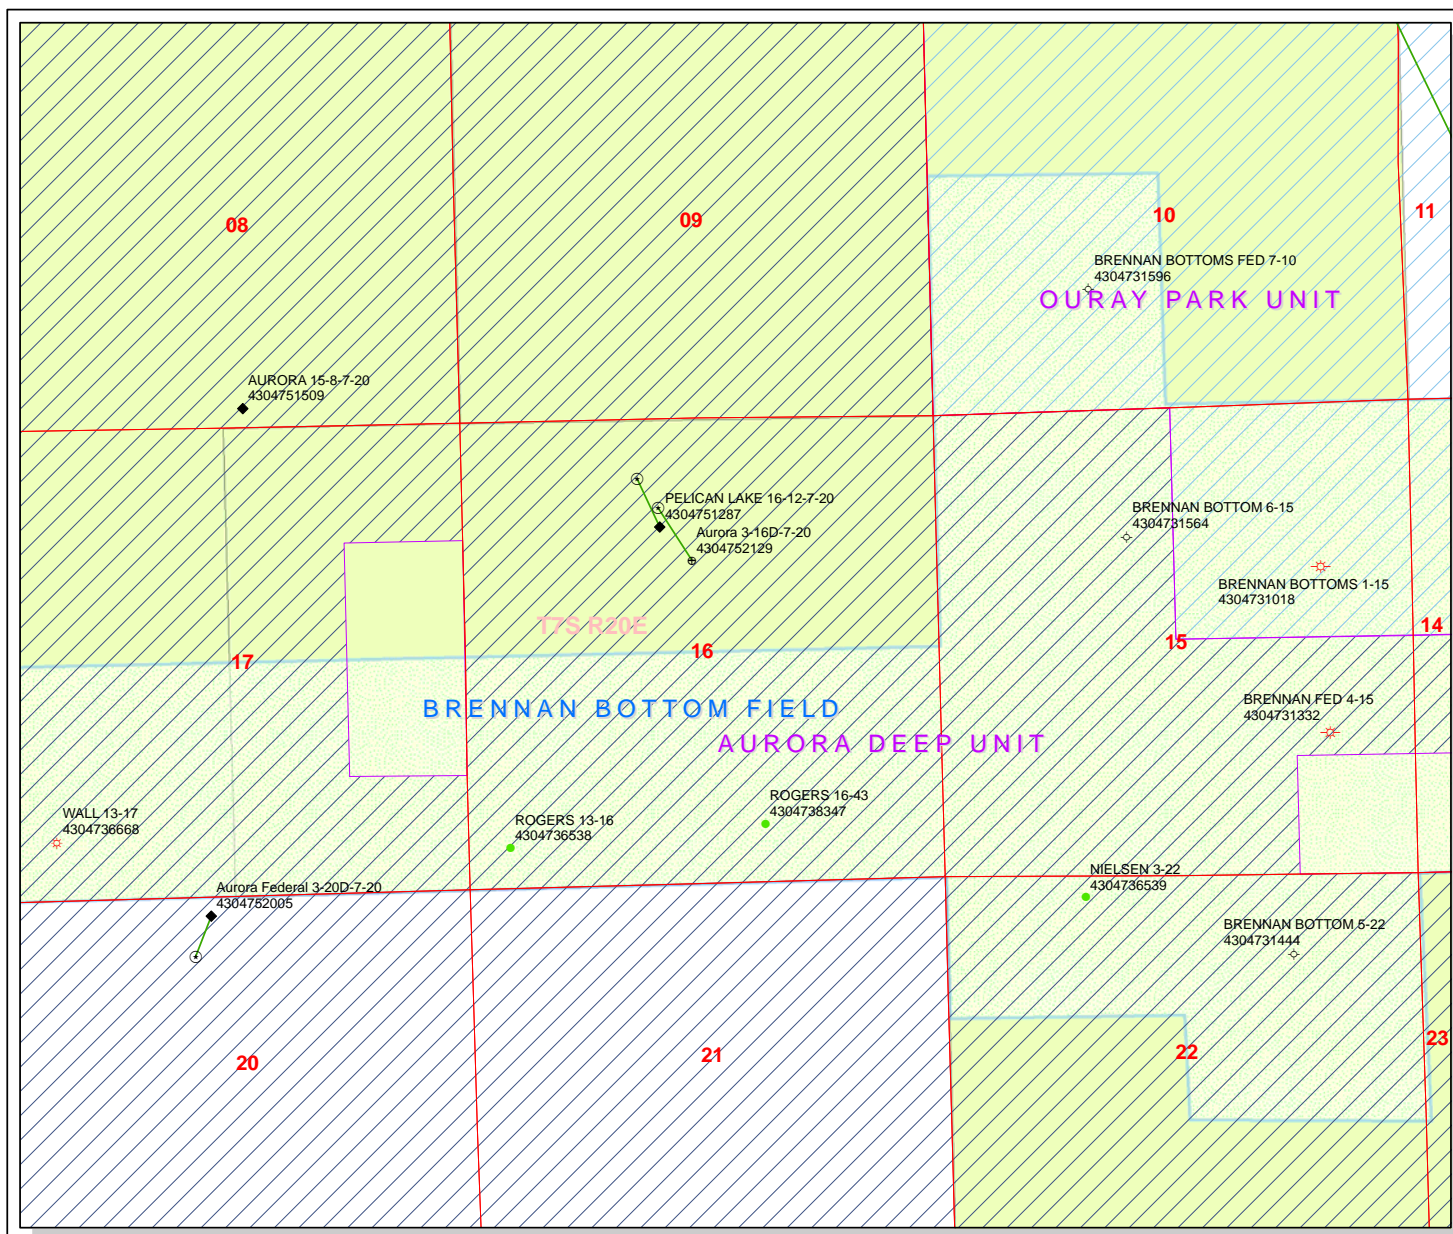 08
09
10
11
BRENNAN BOTTOMS FED 7-10
4304731596
OURAY PARK UNIT
AURORA 15-8-7-20
4304751509
PELICAN LAKE 16-12-7-20
4304751287
Aurora 3-16D-7-20
4304752129
BRENNAN BOTTOM 6-15
4304731564
BRENNAN BOTTOMS 1-15
4304731018
T7S R20E
14
15
16
17
BRENNAN BOTTOM FIELD
AURORA DEEP UNIT
BRENNAN FED 4-15
4304731332
WALL 13-17
4304736668
ROGERS 13-16
4304736538
ROGERS 16-43
4304738347
NIELSEN 3-22
4304736539
Aurora Federal 3-20D-7-20
4304752005
BRENNAN BOTTOM 5-22
4304731444
20
21
22
23